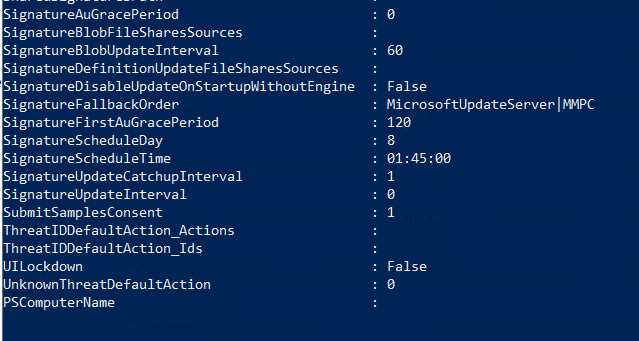 SignatureAuGracePeriod : 0
SignatureBlobFileSharesSources :
SignatureBlobUpdateInterval : 60
SignatureDefinitionUpdateFileSharesSources :
SignatureDisableUpdateOnStartupWithoutEngine : False
SignatureFallbackOrder : MicrosoftUpdateServer|MMPC
SignatureFirstAuGracePeriod : 120
SignatureScheduleDay : 8
SignatureScheduleTime : 01:45:00
SignatureUpdateCatchupInterval : 1
SignatureUpdateInterval : 0
SubmitSamplesConsent : 1
ThreatIDDefaultAction_Actions :
ThreatIDDefaultAction_Ids :
UILockdown : False
UnknownThreatDefaultAction : 0
PSComputerName :